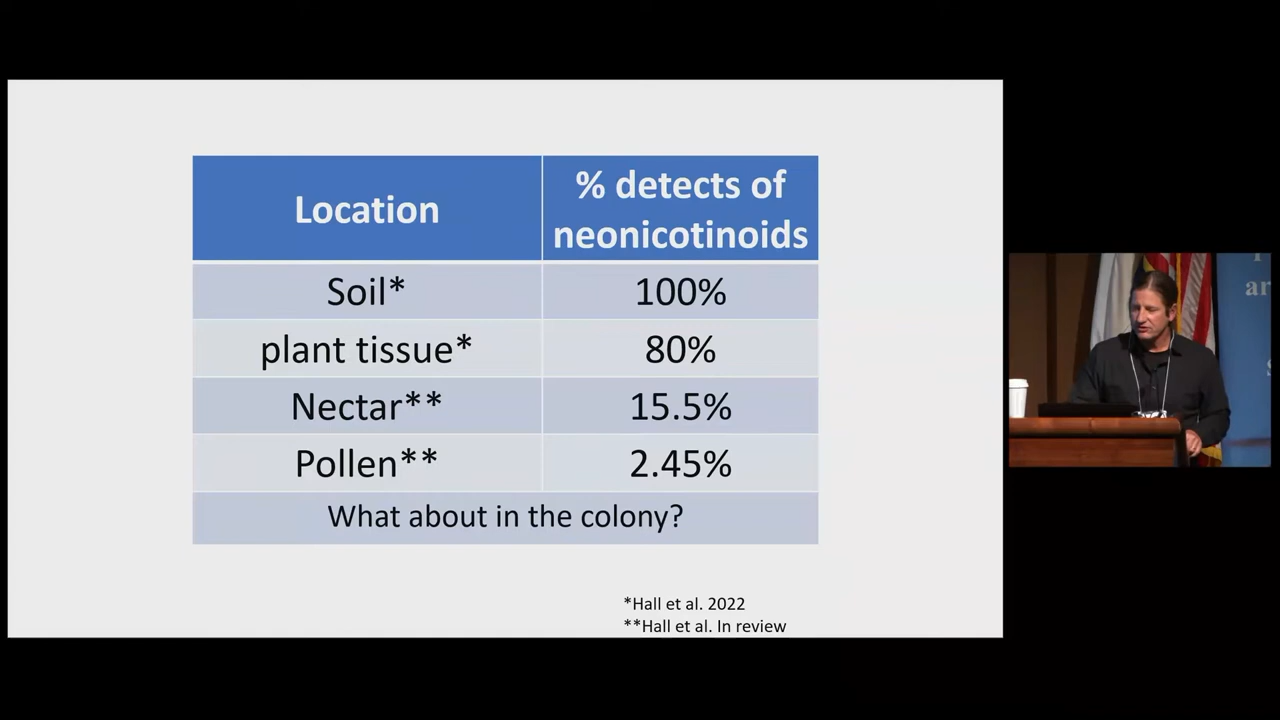 Location
% detects of
neonicotinoids
Soil*
100%
plant tissue*
80%
Nectar**
15.5%
Pollen**
2.45%
What about in the colony?
*Hall et al. 2022
**Hall et al. In review